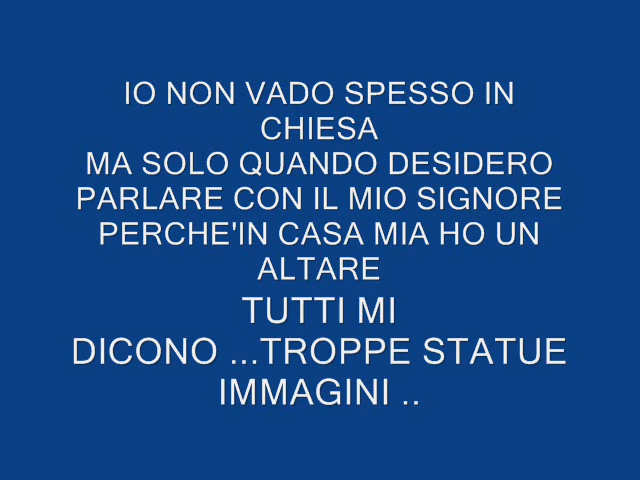 IO NON VADO SPESSO IN
CHIESA
MA SOLO QUANDO DESIDERO
PARLARE CON IL MIO SIGNORE
PERCHE'IN CASA MIA HO UN
ALTARE
TUTTI MI
DICONO ...TROPPE STATUE
IMMAGINI ..